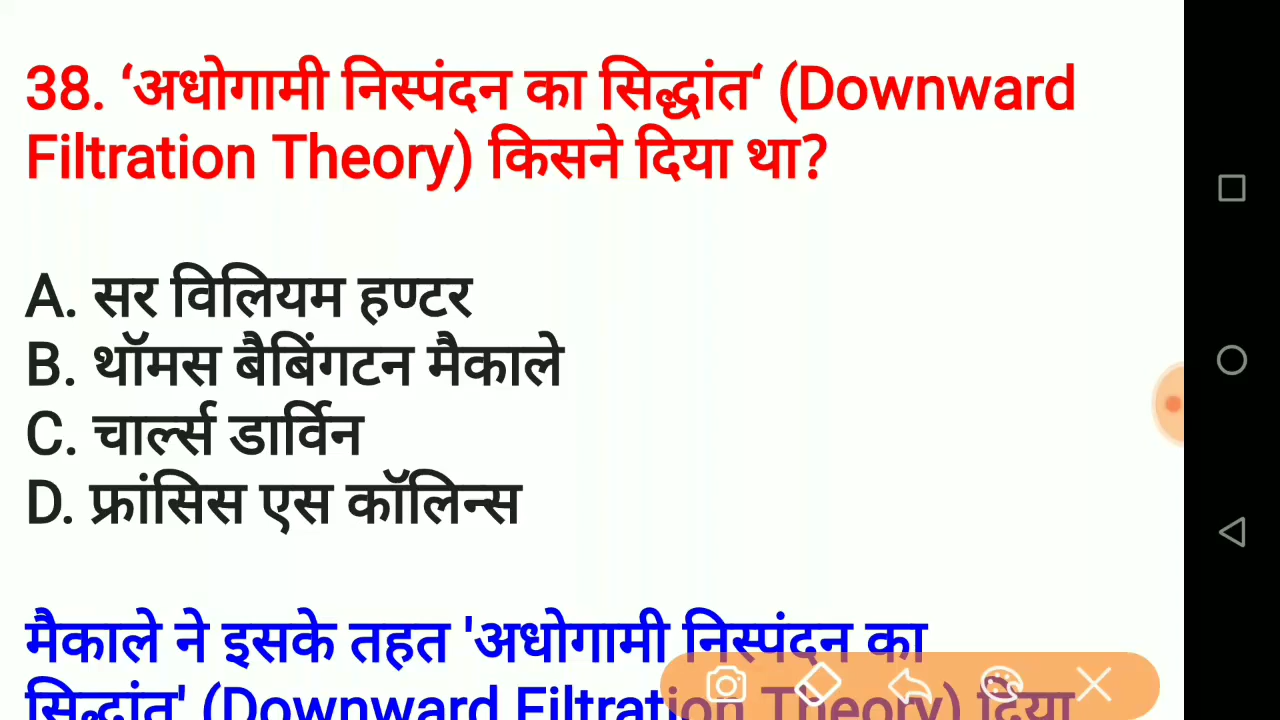 38. ‘अधोगामी निस्पंदन का सिद्धांत‘ (Downward
Filtration Theory) किसने दिया था?
A. सर विलियम हण्टर
B. थॉमस बैबिंगटन मैकाले
C. चार्ल्स डार्विन
D. फ्रांसिस एस कॉलिन्स
मैकाले ने इसके तहत 'अधोगामी निस्पंदन का
सिद्धांत' (Downward Filtration Theory) दिया